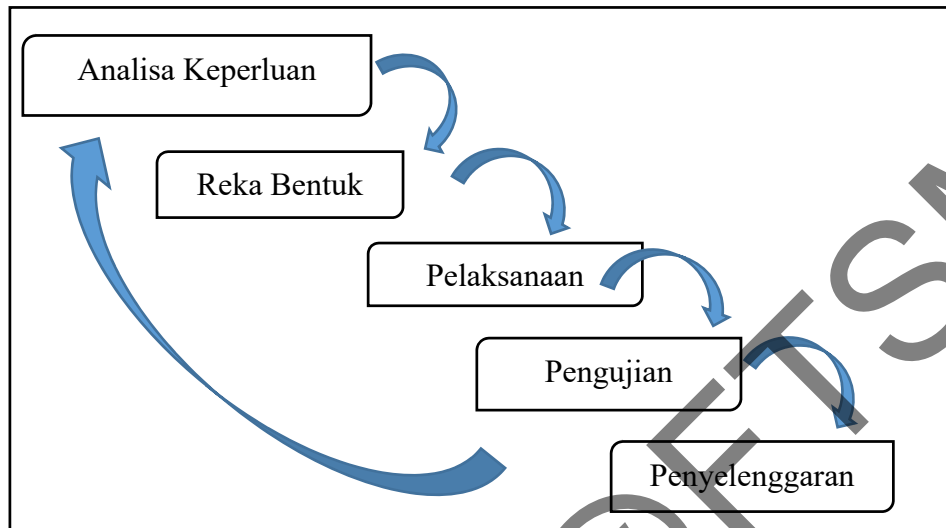 Analisa Keperluan
Reka Bentuk
Pelaksanaan
Pengujian
Penyelenggaran